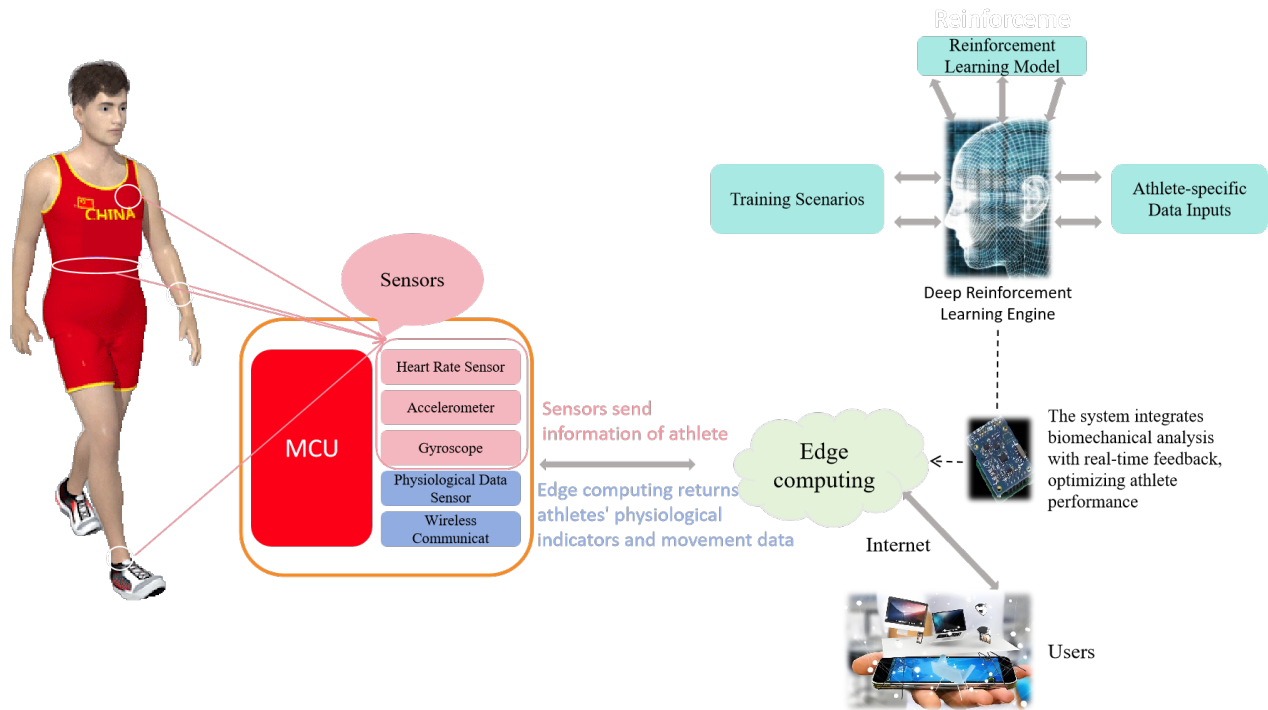 Reinforceme
Reinforcement
Learning Model
Training Scenarios
Athlete-specific
Data Inputs
Deep Reinforcement
Learning Engine
CHINA
Sensors
MCU
Heart Rate Sensor
Accelerometer
Gyroscope
Physiological Data
Sensor
Wireless
Communicat
Sensors send
information of athlete
Edge computing returns
athletes' physiological
indicators and movement data
Edge
computing
The system integrates
biomechanical analysis
with real-time feedback,
optimizing athlete
performance
Internet
Users